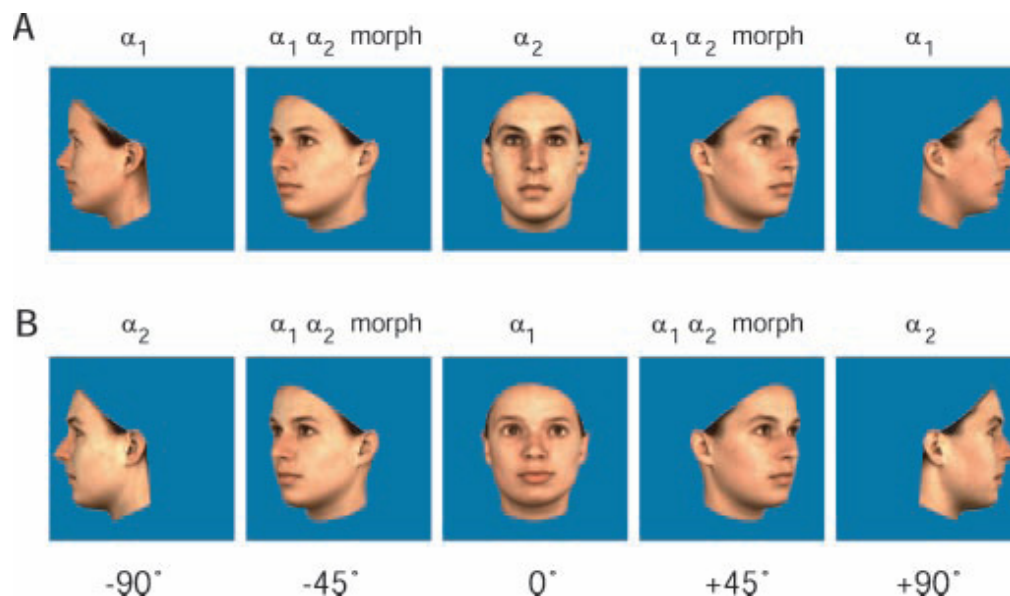 A
α₁ α₁ α₂ morph α₂ α₁ α₂ morph α₁
B
α₂ α₁ α₂ morph α₁ α₁ α₂ morph α₂
-90° -45° 0° +45° +90°